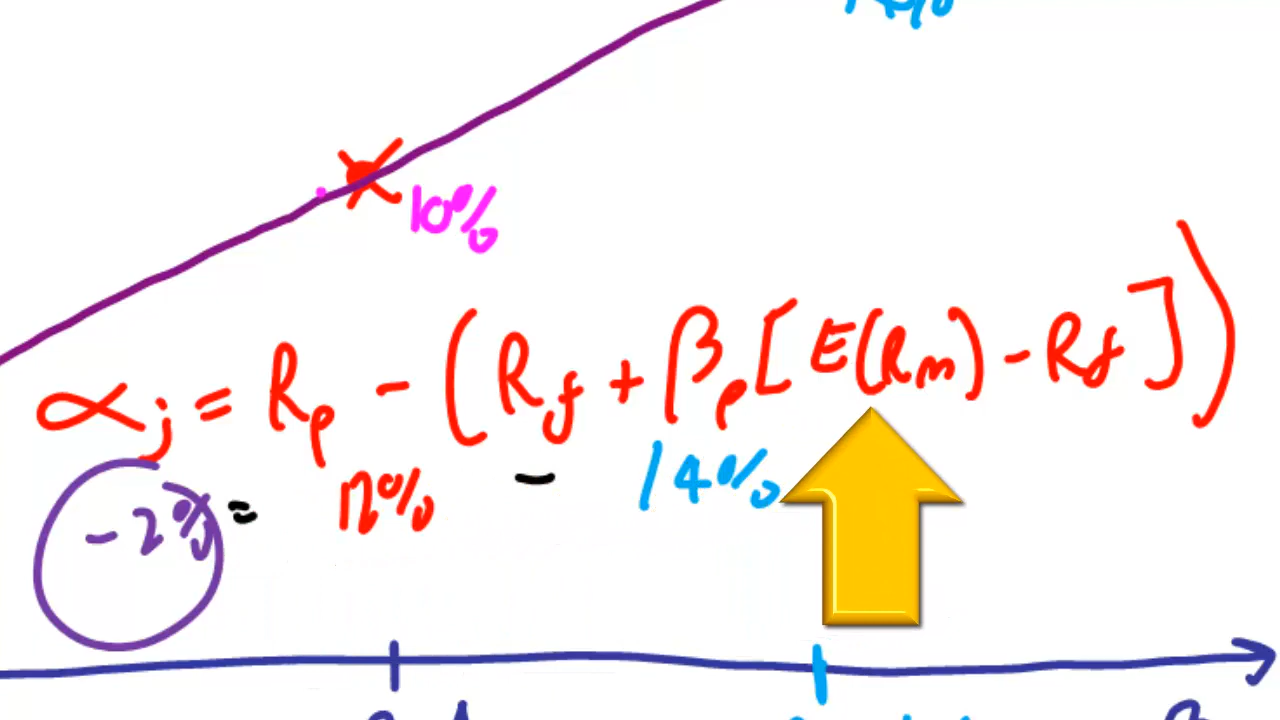 10%
αj = Rp - (Rf + βp [E(Rm) - Rf])
-2% = 12% - 14%